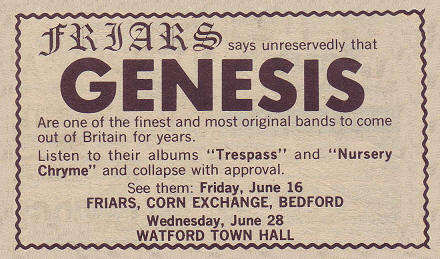 FRIARS says unreservedly that
GENESIS
Are one of the finest and most original bands to come
out of Britain for years.
Listen to their albums "Trespass" and "Nursery
Chryme" and collapse with approval.
See them: Friday, June 16
FRIARS, CORN EXCHANGE, BEDFORD
Wednesday, June 28
WATFORD TOWN HALL